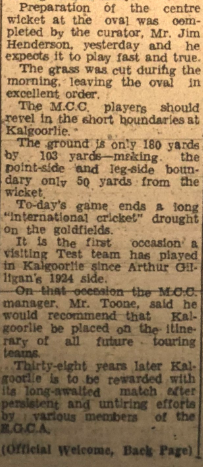 Preparation of the centre
wicket at the oval was com-
pleted by the curator, Mr. Jim
Henderson, yesterday and he
expects it to play fast and true.
The grass was cut during the
morning, leaving the oval in
excellent order.
The M.C.C. players should
revel in the short boundaries at
Kalgoorlie.
The ground is only 180 yards
by 103 yards—making the
point-side and leg-side boun-
dary only 50 yards from the
wicket
To-day's game ends a long
"international cricket" drought
on the goldfields.
It is the first occasion a
visiting Test team has played
in Kalgoorlie since Arthur Gil-
ligan's 1924 side.
On that occasion the M.C.C.
manager, Mr. Toone, said he
would recommend that Kal-
goorlie be placed on the itine-
rary of all future touring
teams.
Thirty-eight years later Kal-
goorlie is to be rewarded with
its long-awaited match after
persistent and untiring efforts
by various members of the
E.G.C.A.
(Official Welcome, Back Page)